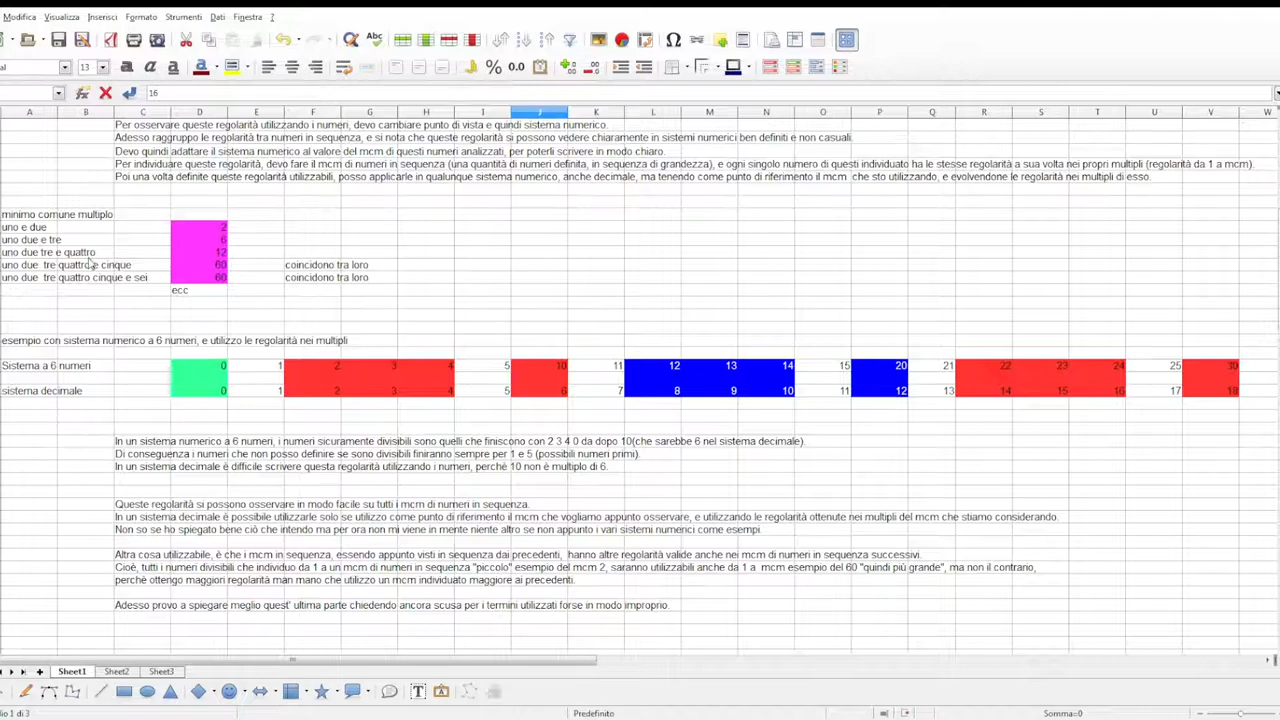 Modifica Visualizza Inserisci Formato Strumenti Dati Finestra ?
13
16
A B C D E F G H I J K L M N O P Q R S T U V W
Per osservare queste regolarità utilizzando i numeri, devo cambiare punto di vista e quindi sistema numerico.
Adesso raggruppo le regolarità tra numeri in sequenza, e si nota che queste regolarità si possono vedere chiaramente in sistemi numerici ben definiti e non casuali.
Devo quindi adattare il sistema numerico al valore del mcm di questi numeri analizzati, per poterli scrivere in modo chiaro.
Per individuare queste regolarità, devo fare il mcm di numeri in sequenza (una quantità di numeri definita, in sequenza di grandezza), e ogni singolo numero di questi individuato ha le stesse regolarità a sua volta nei propri multipli (regolarità da 1 a mcm).
Poi una volta definite queste regolarità utilizzabili, posso applicarle in qualunque sistema numerico, anche decimale, ma tenendo come punto di riferimento il mcm che sto utilizzando, e evolvendone le regolarità nei multipli di esso.
minimo comune multiplo
uno e due 2
uno due e tre 6
uno due tre e quattro 12
uno due tre quattro e cinque 60 coincidono tra loro
uno due tre quattro cinque e sei 60 coincidono tra loro
ecc
esempio con sistema numerico a 6 numeri, e utilizzo le regolarità nei multipli
Sistema a 6 numeri 0 1 2 3 4 5 10 11 12 13 14 15 20 21 22 23 24 25 30
sistema decimale 0 1 2 3 4 5 6 7 8 9 10 11 12 13 14 15 16 17 18
In un sistema numerico a 6 numeri, i numeri sicuramente divisibili sono quelli che finiscono con 2 3 4 0 da dopo 10(che sarebbe 6 nel sistema decimale).
Di conseguenza i numeri che non posso definire se sono divisibili finiranno sempre per 1 e 5 (possibili numeri primi).
In un sistema decimale è difficile scrivere questa regolarità utilizzando i numeri, perchè 10 non è multiplo di 6.
Queste regolarità si possono osservare in modo facile su tutti i mcm di numeri in sequenza.
In un sistema decimale è possibile utilizzarle solo se utilizzo come punto di riferimento il mcm che vogliamo appunto osservare, e utilizzando le regolarità ottenute nei multipli del mcm che stiamo considerando.
Non so se ho spiegato bene ciò che intendo ma per ora non mi viene in mente niente altro se non appunto i vari sistemi numerici come esempi.
Altra cosa utilizzabile, è che i mcm in sequenza, essendo appunto visti in sequenza dai precedenti, hanno altre regolarità valide anche nei mcm di numeri in sequenza successivi.
Cioè, tutti i numeri divisibili che individuo da 1 a un mcm di numeri in sequenza "piccolo" esempio del mcm 2, saranno utilizzabili anche da 1 a mcm esempio del 60 "quindi più grande", ma non il contrario,
perchè ottengo maggiori regolarità man mano che utilizzo un mcm individuato maggiore ai precedenti.
Adesso provo a spiegare meglio quest' ultima parte chiedendo ancora scusa per i termini utilizzati forse in modo improprio.
Sheet1 Sheet2 Sheet3
glio 1 di 3 Predefinito Somma=0